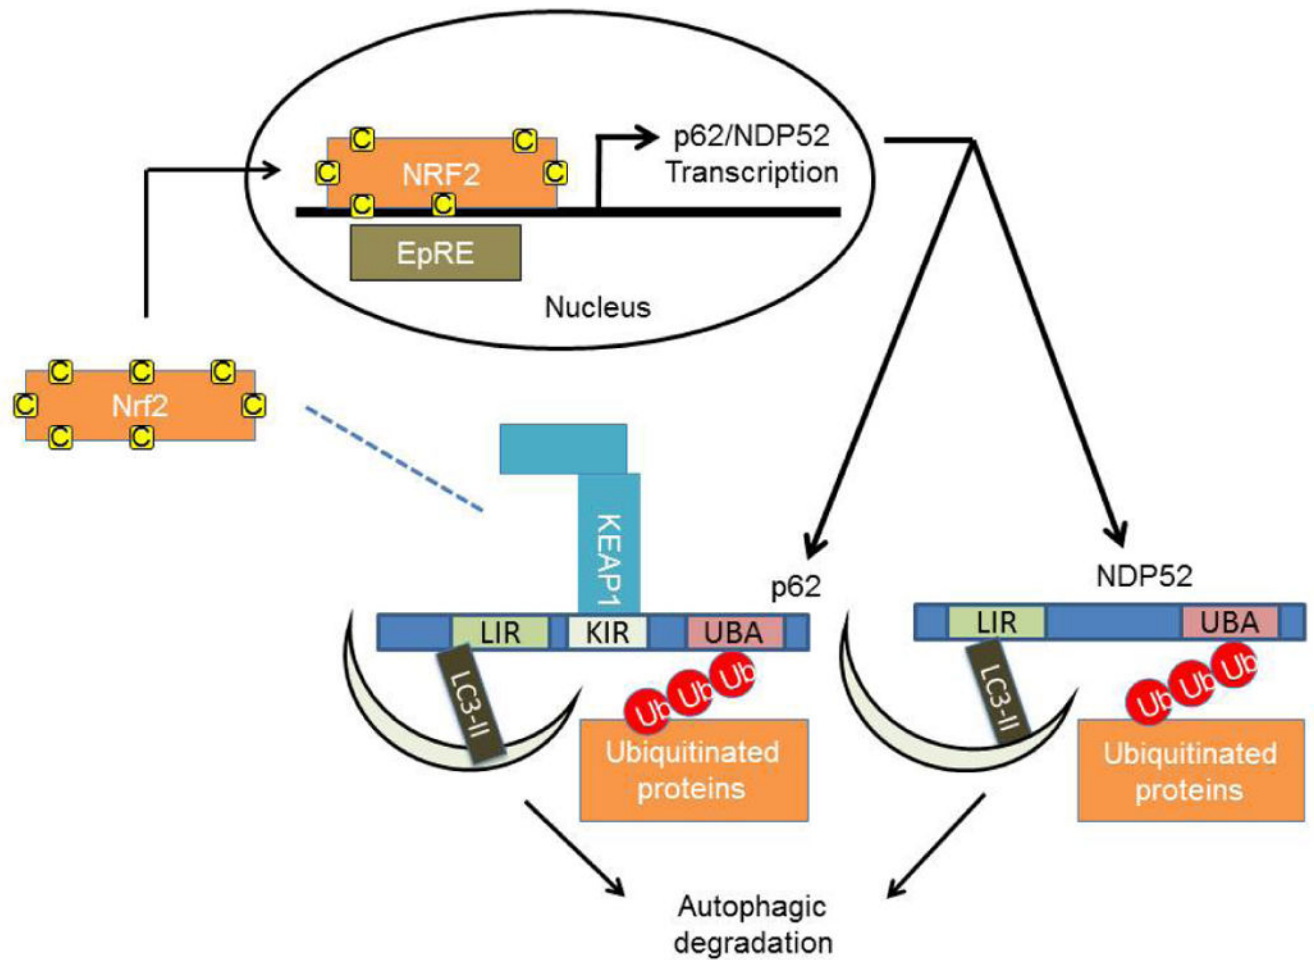 C
C
p62/NDP52
C
NRF2
C
Transcription
C
C
EpRE
Nucleus
C
C
C
C
Nrf2
C
C
C
KEAP1
p62
NDP52
LIR
KIR
UBA
LIR
UBA
LC3-II
Ub
Ub
Ub
LC3-II
Ub
Ub
Ub
Ubiquitinated
proteins
Ubiquitinated
proteins
Autophagic
degradation